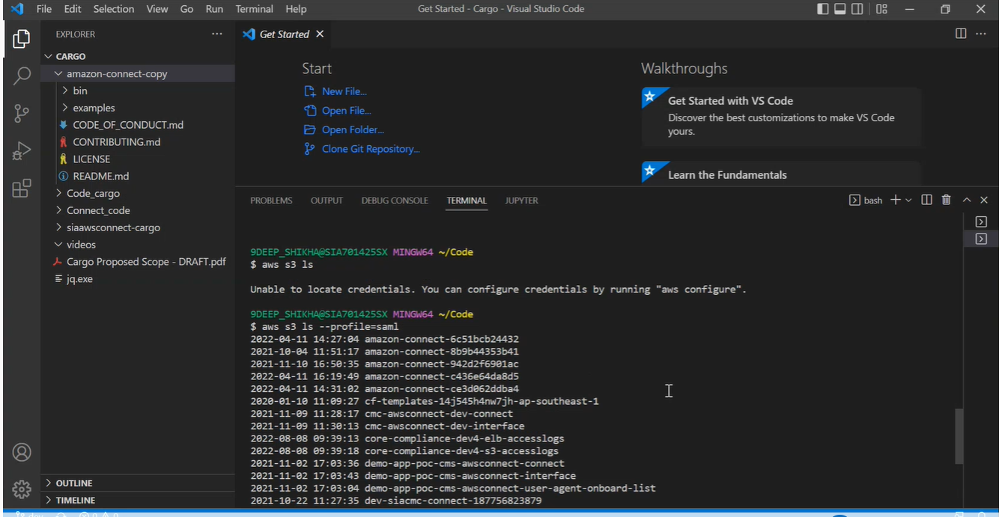 File Edit Selection View Go Run Terminal Help
Get Started - Cargo - Visual Studio Code
EXPLORER
CARGO
amazon-connect-copy
bin
examples
CODE_OF_CONDUCT.md
CONTRIBUTING.md
LICENSE
README.md
Code_cargo
Connect_code
siaawsconnect-cargo
videos
Cargo Proposed Scope - DRAFT.pdf
jq.exe
OUTLINE
TIMELINE
Get Started
Start
New File...
Open File...
Open Folder...
Clone Git Repository...
Walkthroughs
Get Started with VS Code
Discover the best customizations to make VS Code
yours.
Learn the Fundamentals
PROBLEMS OUTPUT DEBUG CONSOLE TERMINAL JUPYTER
bash
9DEEP_SHIKHA@SIA701425SX MINGW64 ~/Code
$ aws s3 ls
Unable to locate credentials. You can configure credentials by running "aws configure".
9DEEP_SHIKHA@SIA701425SX MINGW64 ~/Code
$ aws s3 ls --profile=saml
2022-04-11 14:27:04 amazon-connect-6c51bcb24432
2021-10-04 11:51:17 amazon-connect-8b9b44353b41
2021-11-10 16:50:35 amazon-connect-942d2f6901ac
2022-04-11 16:19:49 amazon-connect-c436e64da8d5
2022-04-11 14:31:02 amazon-connect-ce3d062ddba4
2020-01-10 11:09:27 cf-templates-14j545h4nw7jh-ap-southeast-1
2021-11-09 11:28:17 cmc-awsconnect-dev-connect
2021-11-09 11:30:13 cmc-awsconnect-dev-interface
2022-08-08 09:39:13 core-compliance-dev4-elb-accesslogs
2022-08-08 09:39:18 core-compliance-dev4-s3-accesslogs
2021-11-02 17:03:36 demo-app-poc-cms-awsconnect-connect
2021-11-02 17:03:43 demo-app-poc-cms-awsconnect-interface
2021-11-02 17:03:04 demo-app-poc-cms-awsconnect-user-agent-onboard-list
2021-10-22 11:27:35 dev-siacmc-connect-187756823879